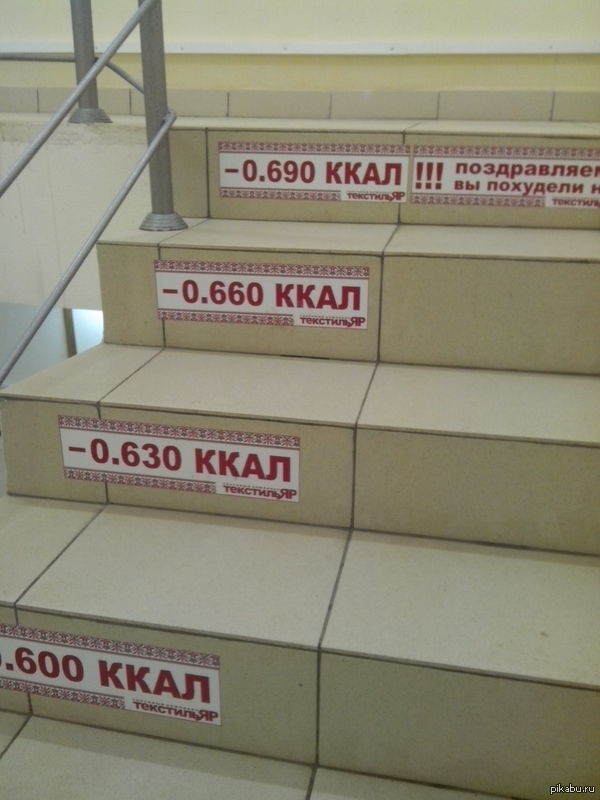 −0.690 ККАЛ
текстильЯР
!!! поздравляем
вы похудели
−0.660 ККАЛ
текстильЯР
−0.630 ККАЛ
текстильЯР
.600 ККАЛ
текстильЯР
pikabu.ru